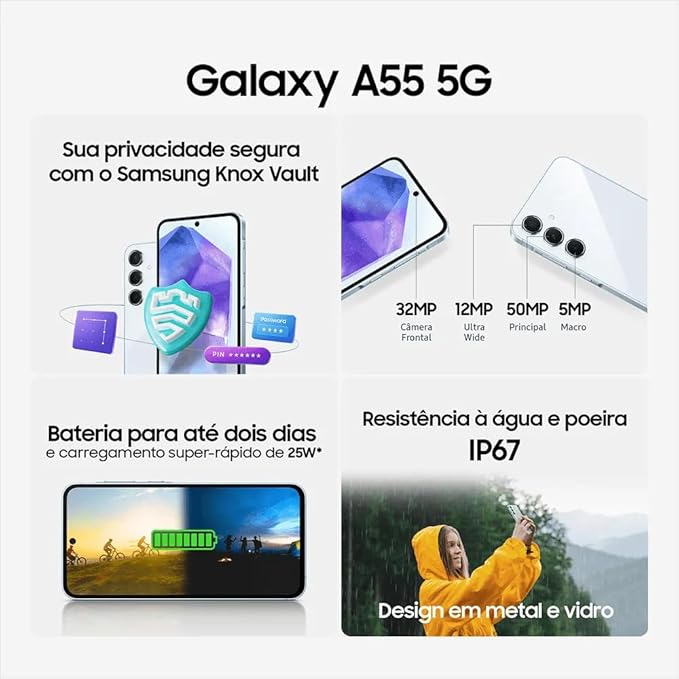 Galaxy A55 5G
Sua privacidade segura
com o Samsung Knox Vault
Password
****
PIN ******
32MP
Câmera
Frontal
12MP
Ultra
Wide
50MP
Principal
5MP
Macro
Bateria para até dois dias
e carregamento super-rápido de 25W*
Resistência à água e poeira
IP67
Design em metal e vidro